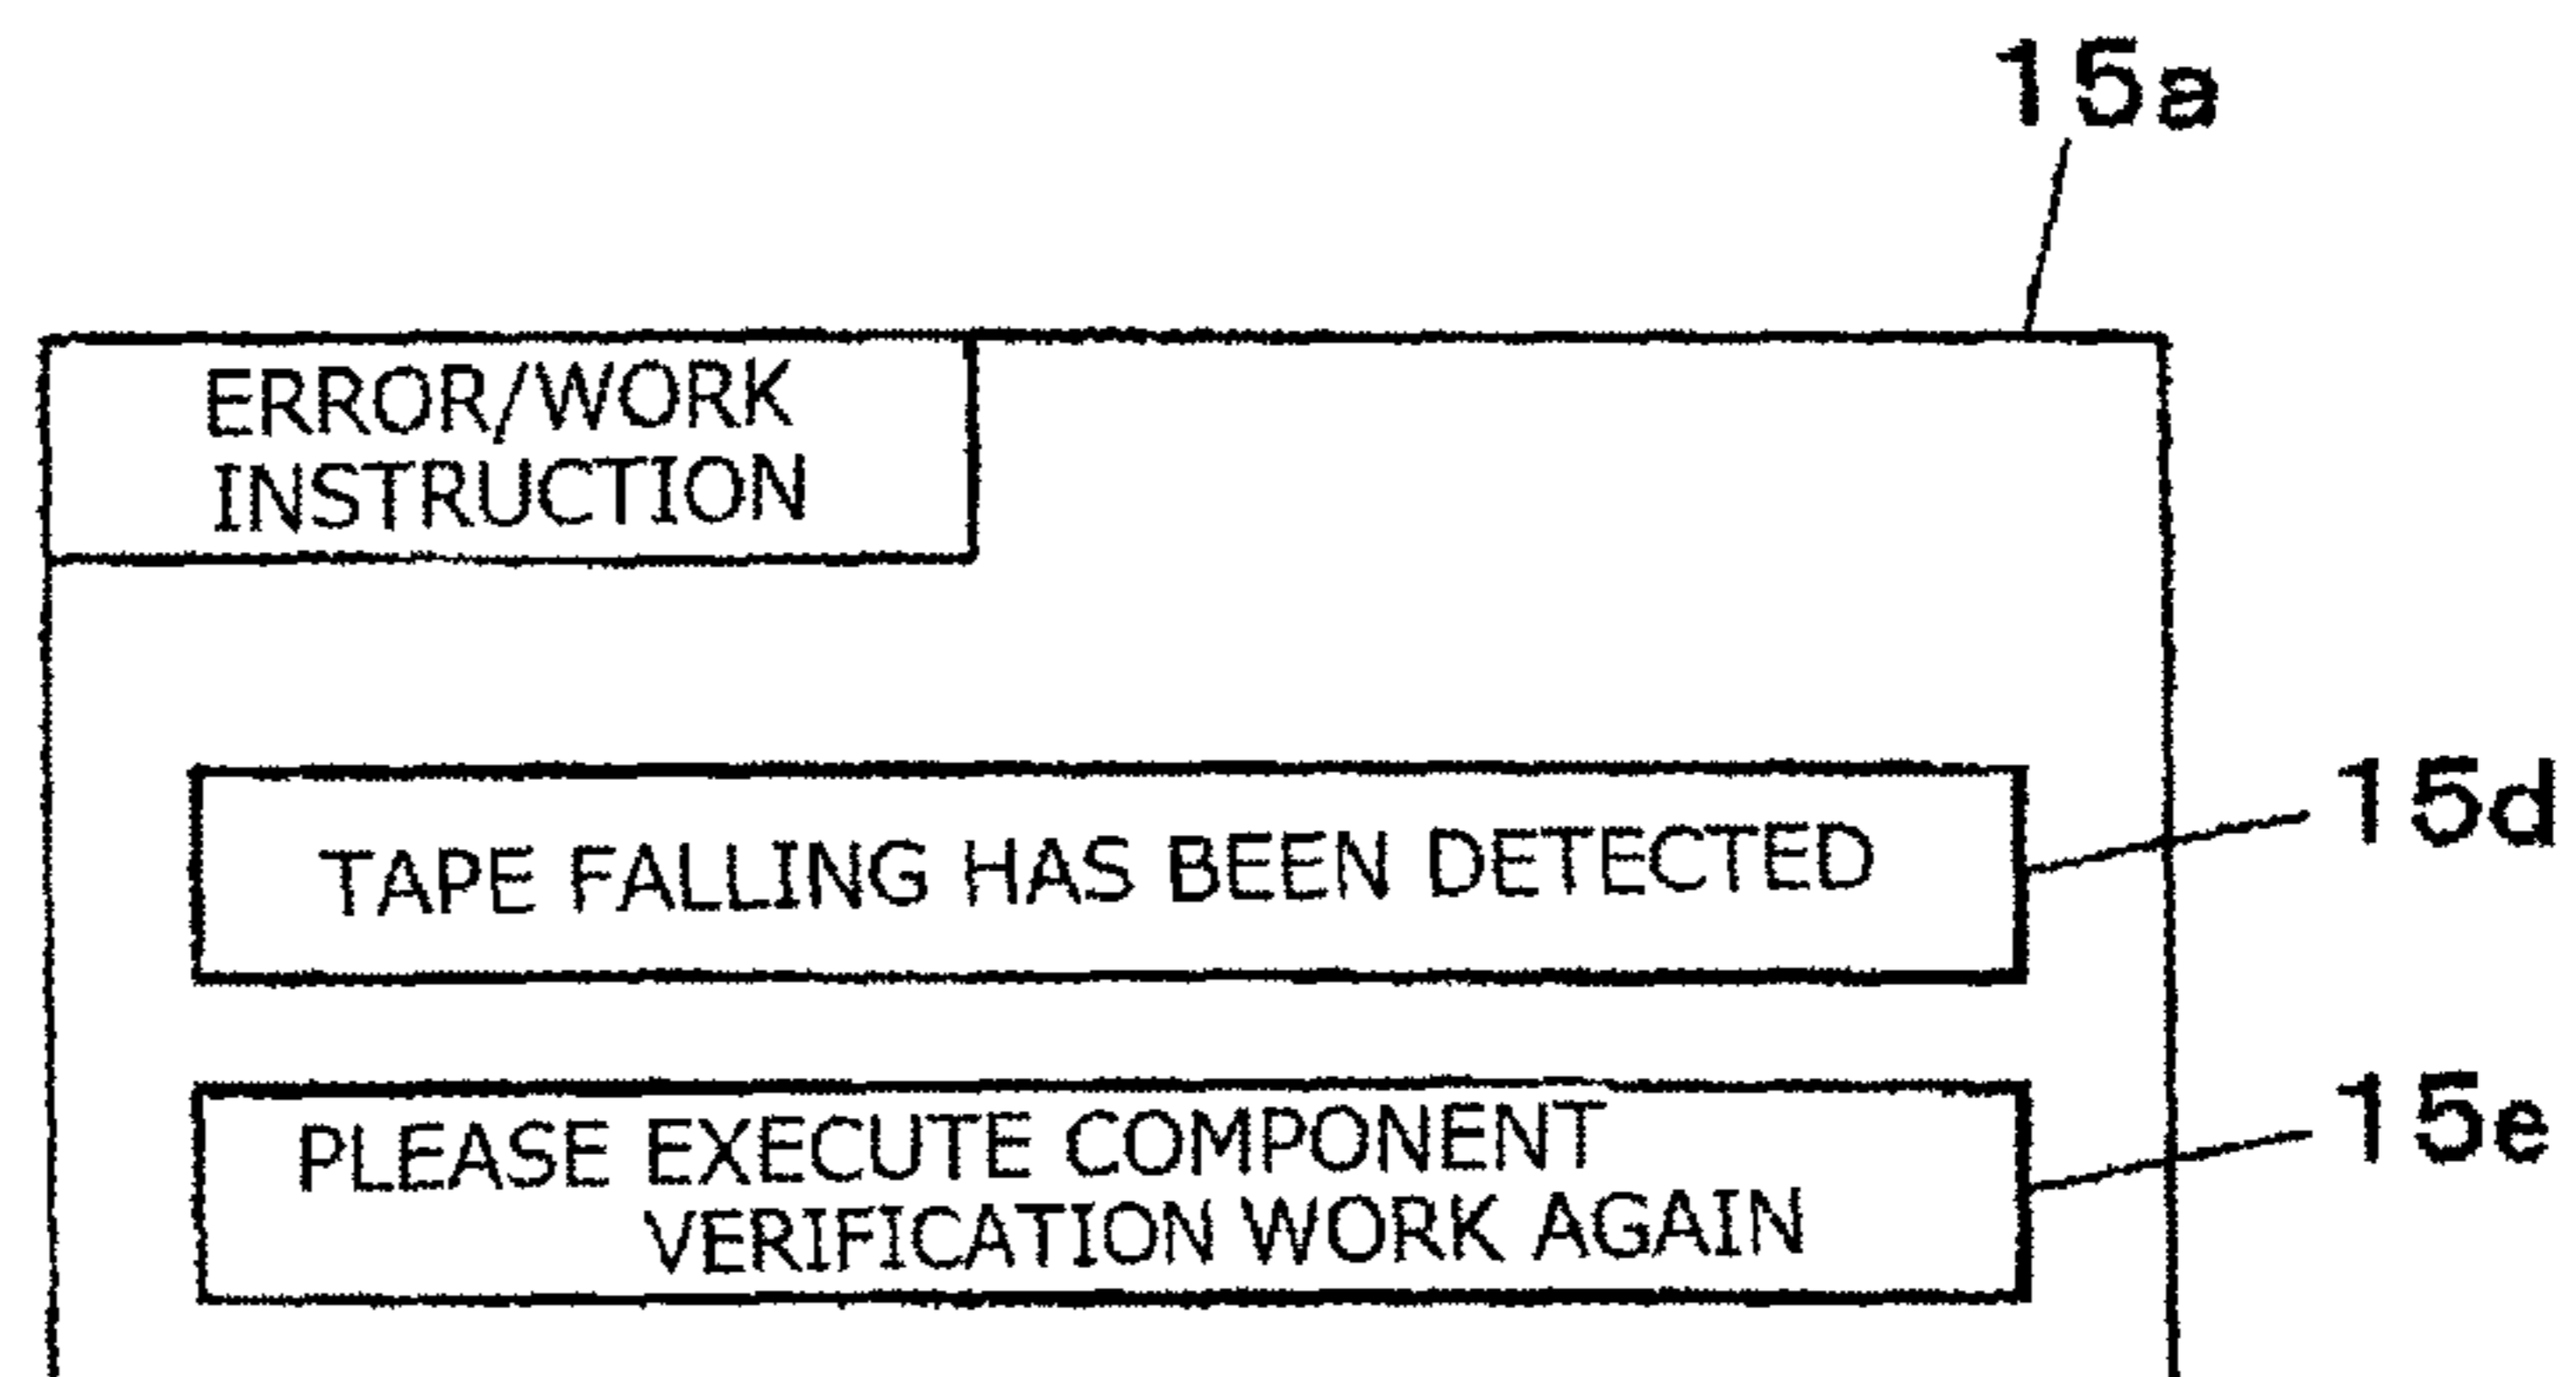 15a
ERROR/WORK
INSTRUCTION
TAPE FALLING HAS BEEN DETECTED
15d
PLEASE EXECUTE COMPONENT
VERIFICATION WORK AGAIN
15e